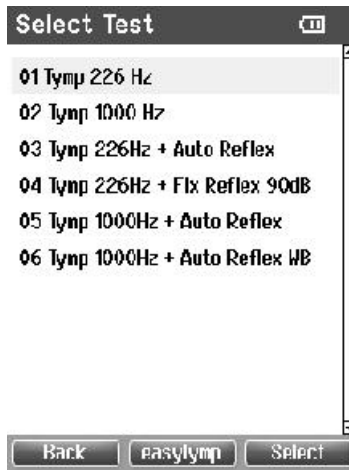 Select Test
01 Tymp 226 Hz
02 Tymp 1000 Hz
03 Tymp 226Hz + Auto Reflex
04 Tymp 226Hz + Fix Reflex 90dB
05 Tymp 1000Hz + Auto Reflex
06 Tymp 1000Hz + Auto Reflex WB
Back easytymp Select